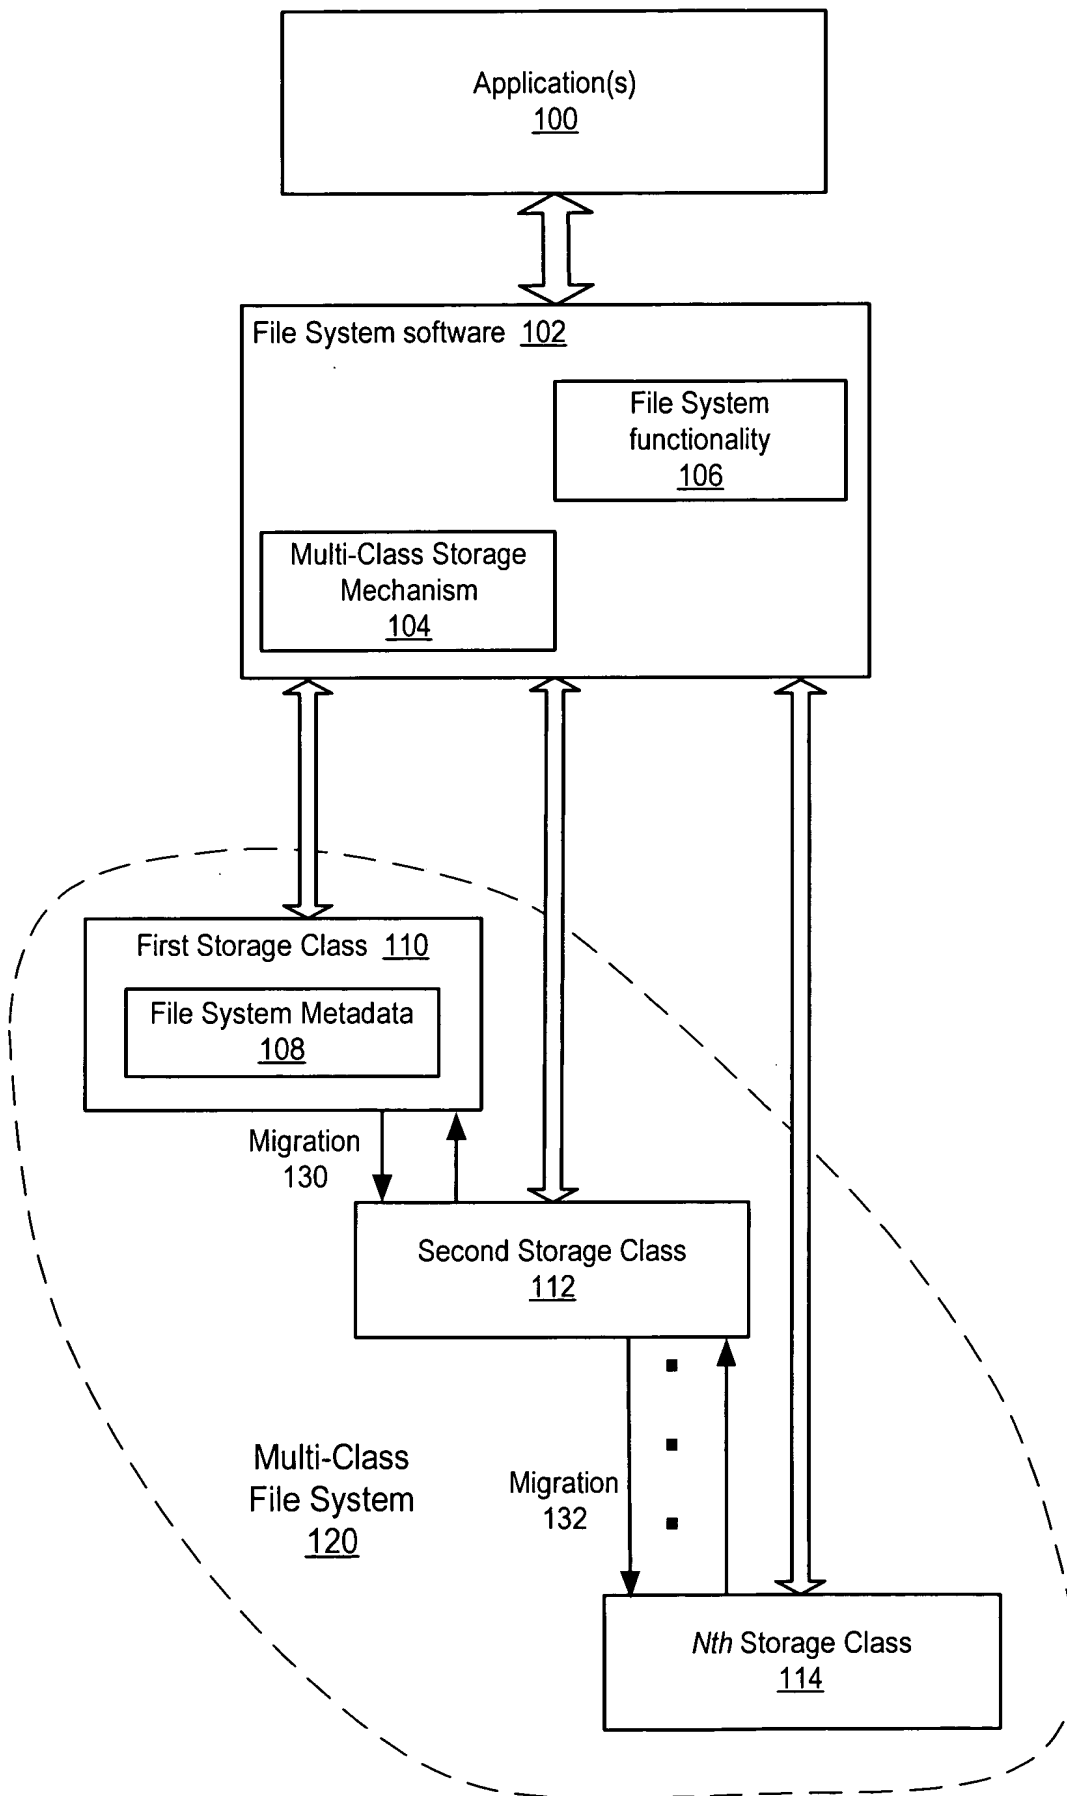 Application(s)
100
File System software 102
File System
functionality
106
Multi-Class Storage
Mechanism
104
First Storage Class 110
File System Metadata
108
Migration
130
Second Storage Class
112
Multi-Class
File System
120
Migration
132
Nth Storage Class
114